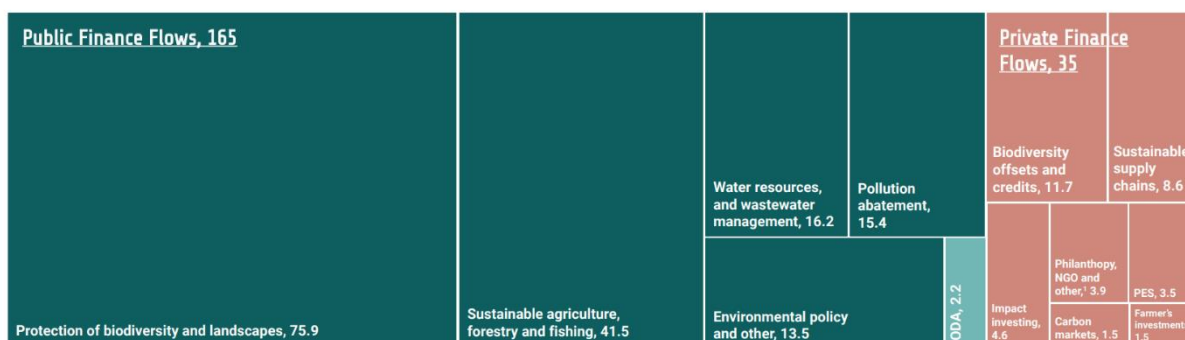 Public Finance Flows, 165
Protection of biodiversity and landscapes, 75.9
Sustainable agriculture,
forestry and fishing, 41.5
Water resources,
and wastewater
management, 16.2
Pollution
abatement,
15.4
Environmental policy
and other, 13.5
ODA, 2.2
Private Finance
Flows, 35
Biodiversity
offsets and
credits, 11.7
Sustainable
supply
chains, 8.6
Impact
investing,
4.6
Philanthopy,
NGO and
other,¹ 3.9
PES, 3.5
Carbon
markets, 1.5
Farmer's
investments
1.5